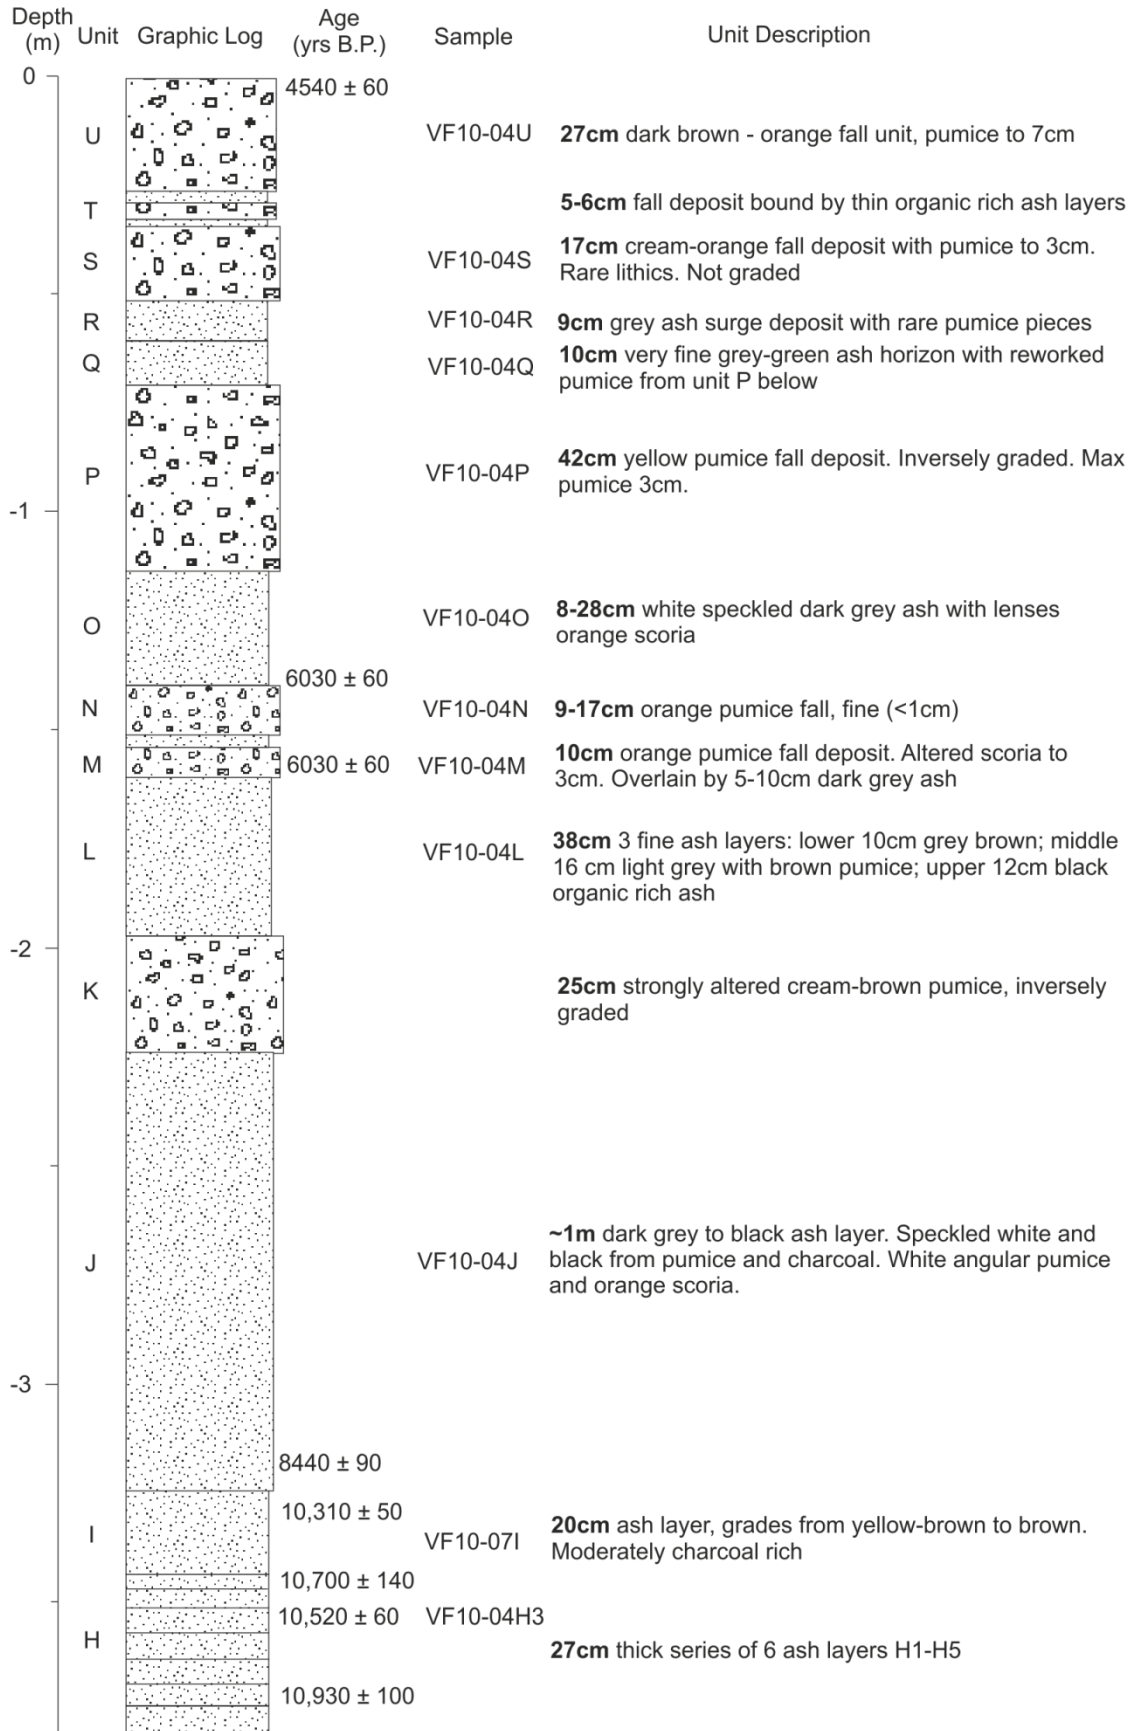 Depth (m) Unit Graphic Log Age (yrs B.P.) Sample Unit Description
0
4540 ± 60
U VF10-04U 27cm dark brown - orange fall unit, pumice to 7cm
T 5-6cm fall deposit bound by thin organic rich ash layers
S VF10-04S 17cm cream-orange fall deposit with pumice to 3cm.
Rare lithics. Not graded
R VF10-04R 9cm grey ash surge deposit with rare pumice pieces
Q VF10-04Q 10cm very fine grey-green ash horizon with reworked
pumice from unit P below
P VF10-04P 42cm yellow pumice fall deposit. Inversely graded. Max
pumice 3cm.
-1
O VF10-04O 8-28cm white speckled dark grey ash with lenses
orange scoria
6030 ± 60
N VF10-04N 9-17cm orange pumice fall, fine (<1cm)
M 6030 ± 60 VF10-04M 10cm orange pumice fall deposit. Altered scoria to
3cm. Overlain by 5-10cm dark grey ash
L VF10-04L 38cm 3 fine ash layers: lower 10cm grey brown; middle
16 cm light grey with brown pumice; upper 12cm black
organic rich ash
-2
K 25cm strongly altered cream-brown pumice, inversely
graded
J VF10-04J ~1m dark grey to black ash layer. Speckled white and
black from pumice and charcoal. White angular pumice
and orange scoria.
-3
8440 ± 90
10,310 ± 50
I VF10-07I 20cm ash layer, grades from yellow-brown to brown.
Moderately charcoal rich
10,700 ± 140
10,520 ± 60 VF10-04H3
H 27cm thick series of 6 ash layers H1-H5
10,930 ± 100